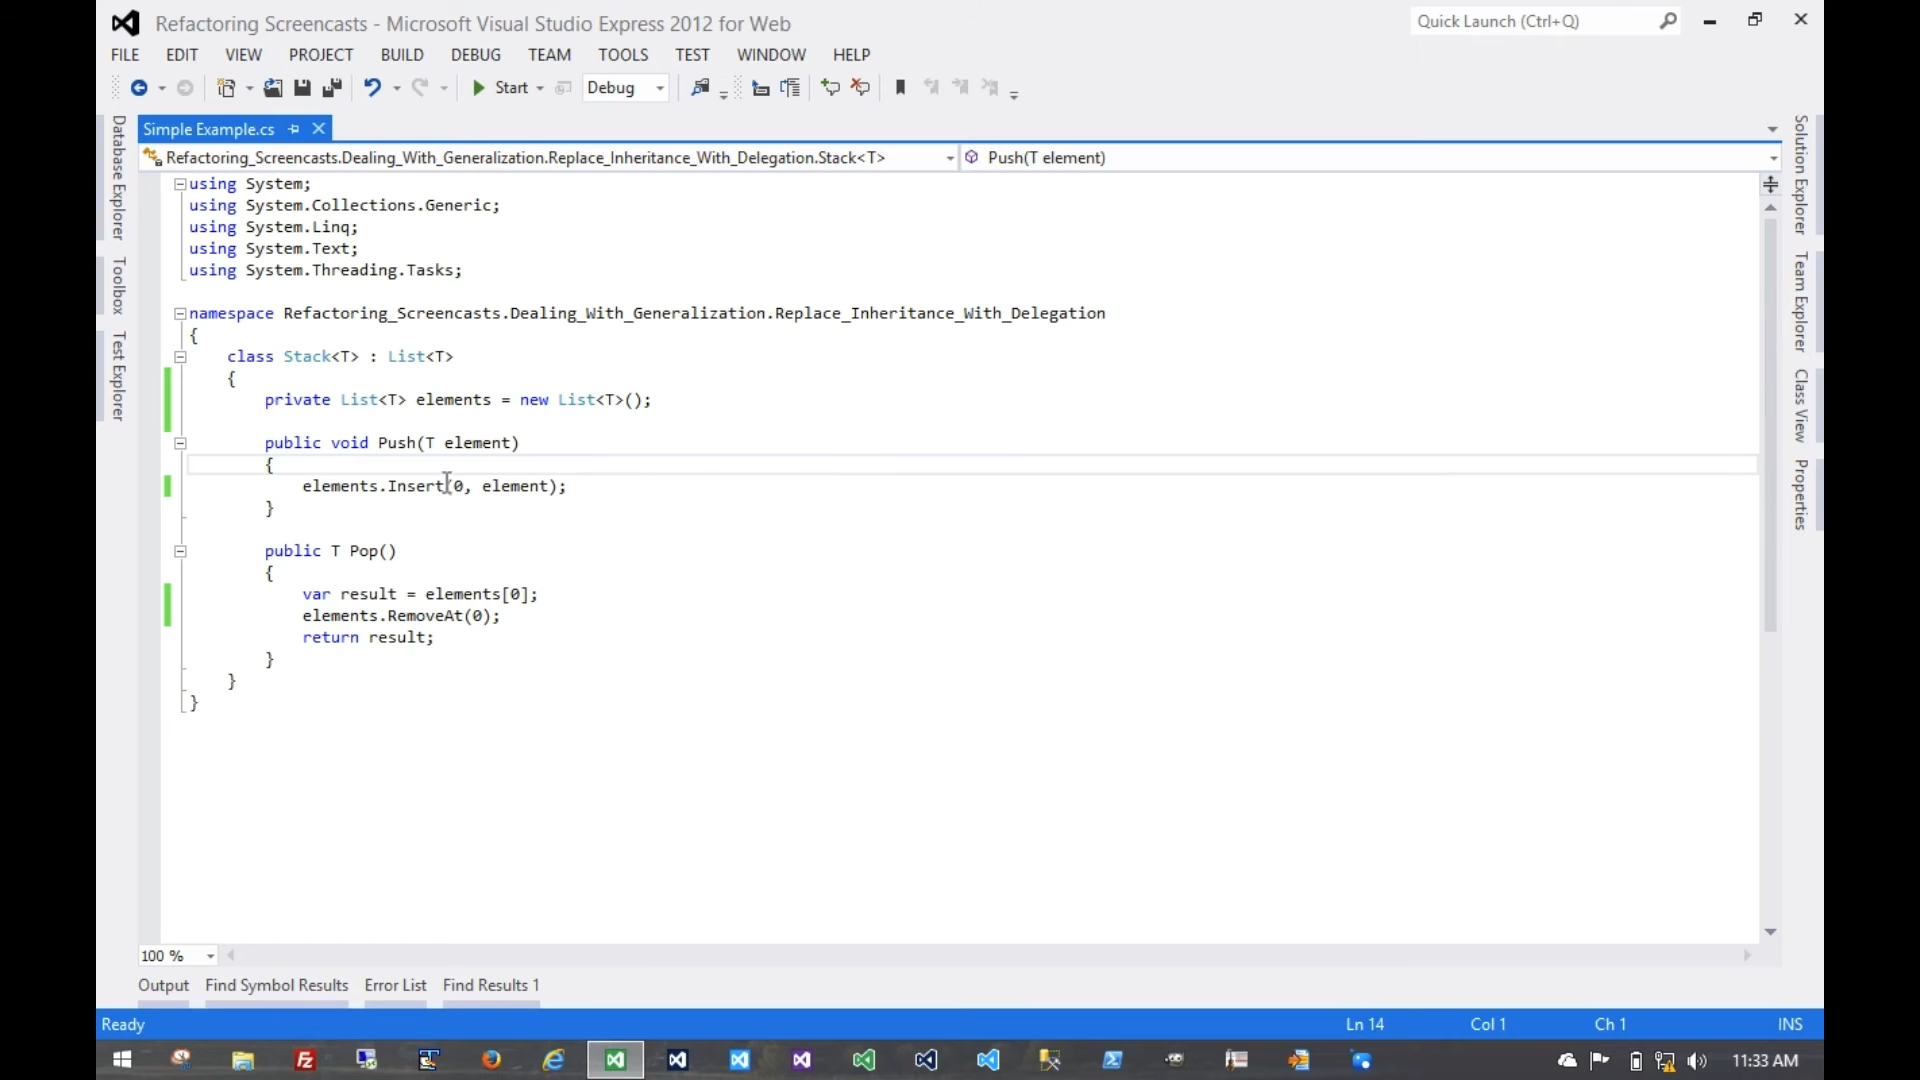 Refactoring Screencasts - Microsoft Visual Studio Express 2012 for Web
Quick Launch (Ctrl+Q)
FILE EDIT VIEW PROJECT BUILD DEBUG TEAM TOOLS TEST WINDOW HELP
Start Debug
Database Explorer
Toolbox
Test Explorer
Simple Example.cs
Refactoring_Screencasts.Dealing_With_Generalization.Replace_Inheritance_With_Delegation.Stack<T>
Push(T element)
using System;
using System.Collections.Generic;
using System.Linq;
using System.Text;
using System.Threading.Tasks;
namespace Refactoring_Screencasts.Dealing_With_Generalization.Replace_Inheritance_With_Delegation
{
class Stack<T> : List<T>
{
private List<T> elements = new List<T>();
public void Push(T element)
{
elements.Insert(0, element);
}
public T Pop()
{
var result = elements[0];
elements.RemoveAt(0);
return result;
}
}
}
Solution Explorer
Team Explorer
Class View
Properties
100 %
Output Find Symbol Results Error List Find Results 1
Ready Ln 14 Col 1 Ch 1 INS
11:33 AM